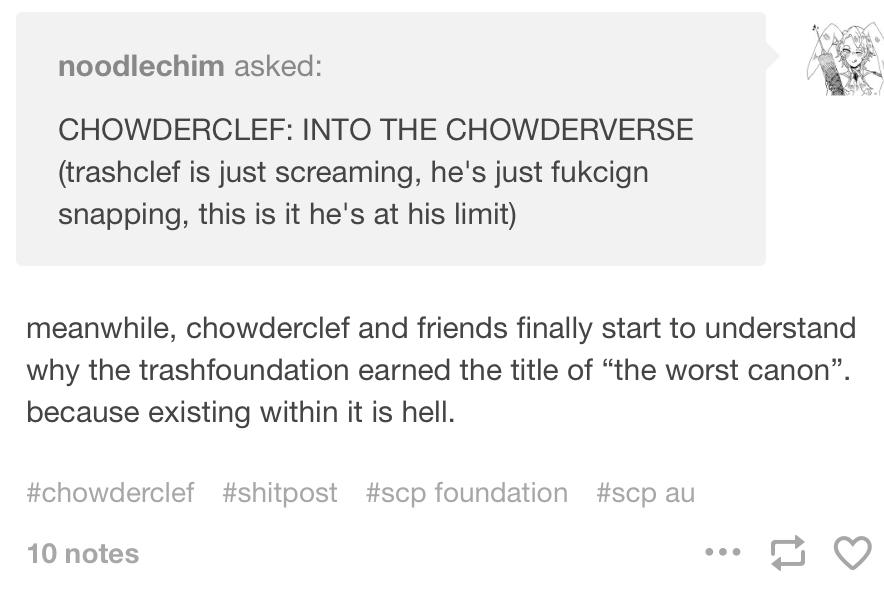 noodlechim asked:
CHOWDERCLEF: INTO THE CHOWDERVERSE
(trashclef is just screaming, he's just fukcign
snapping, this is it he's at his limit)
meanwhile, chowderclef and friends finally start to understand
why the trashfoundation earned the title of “the worst canon”.
because existing within it is hell.
#chowderclef #shitpost #scp foundation #scp au
10 notes